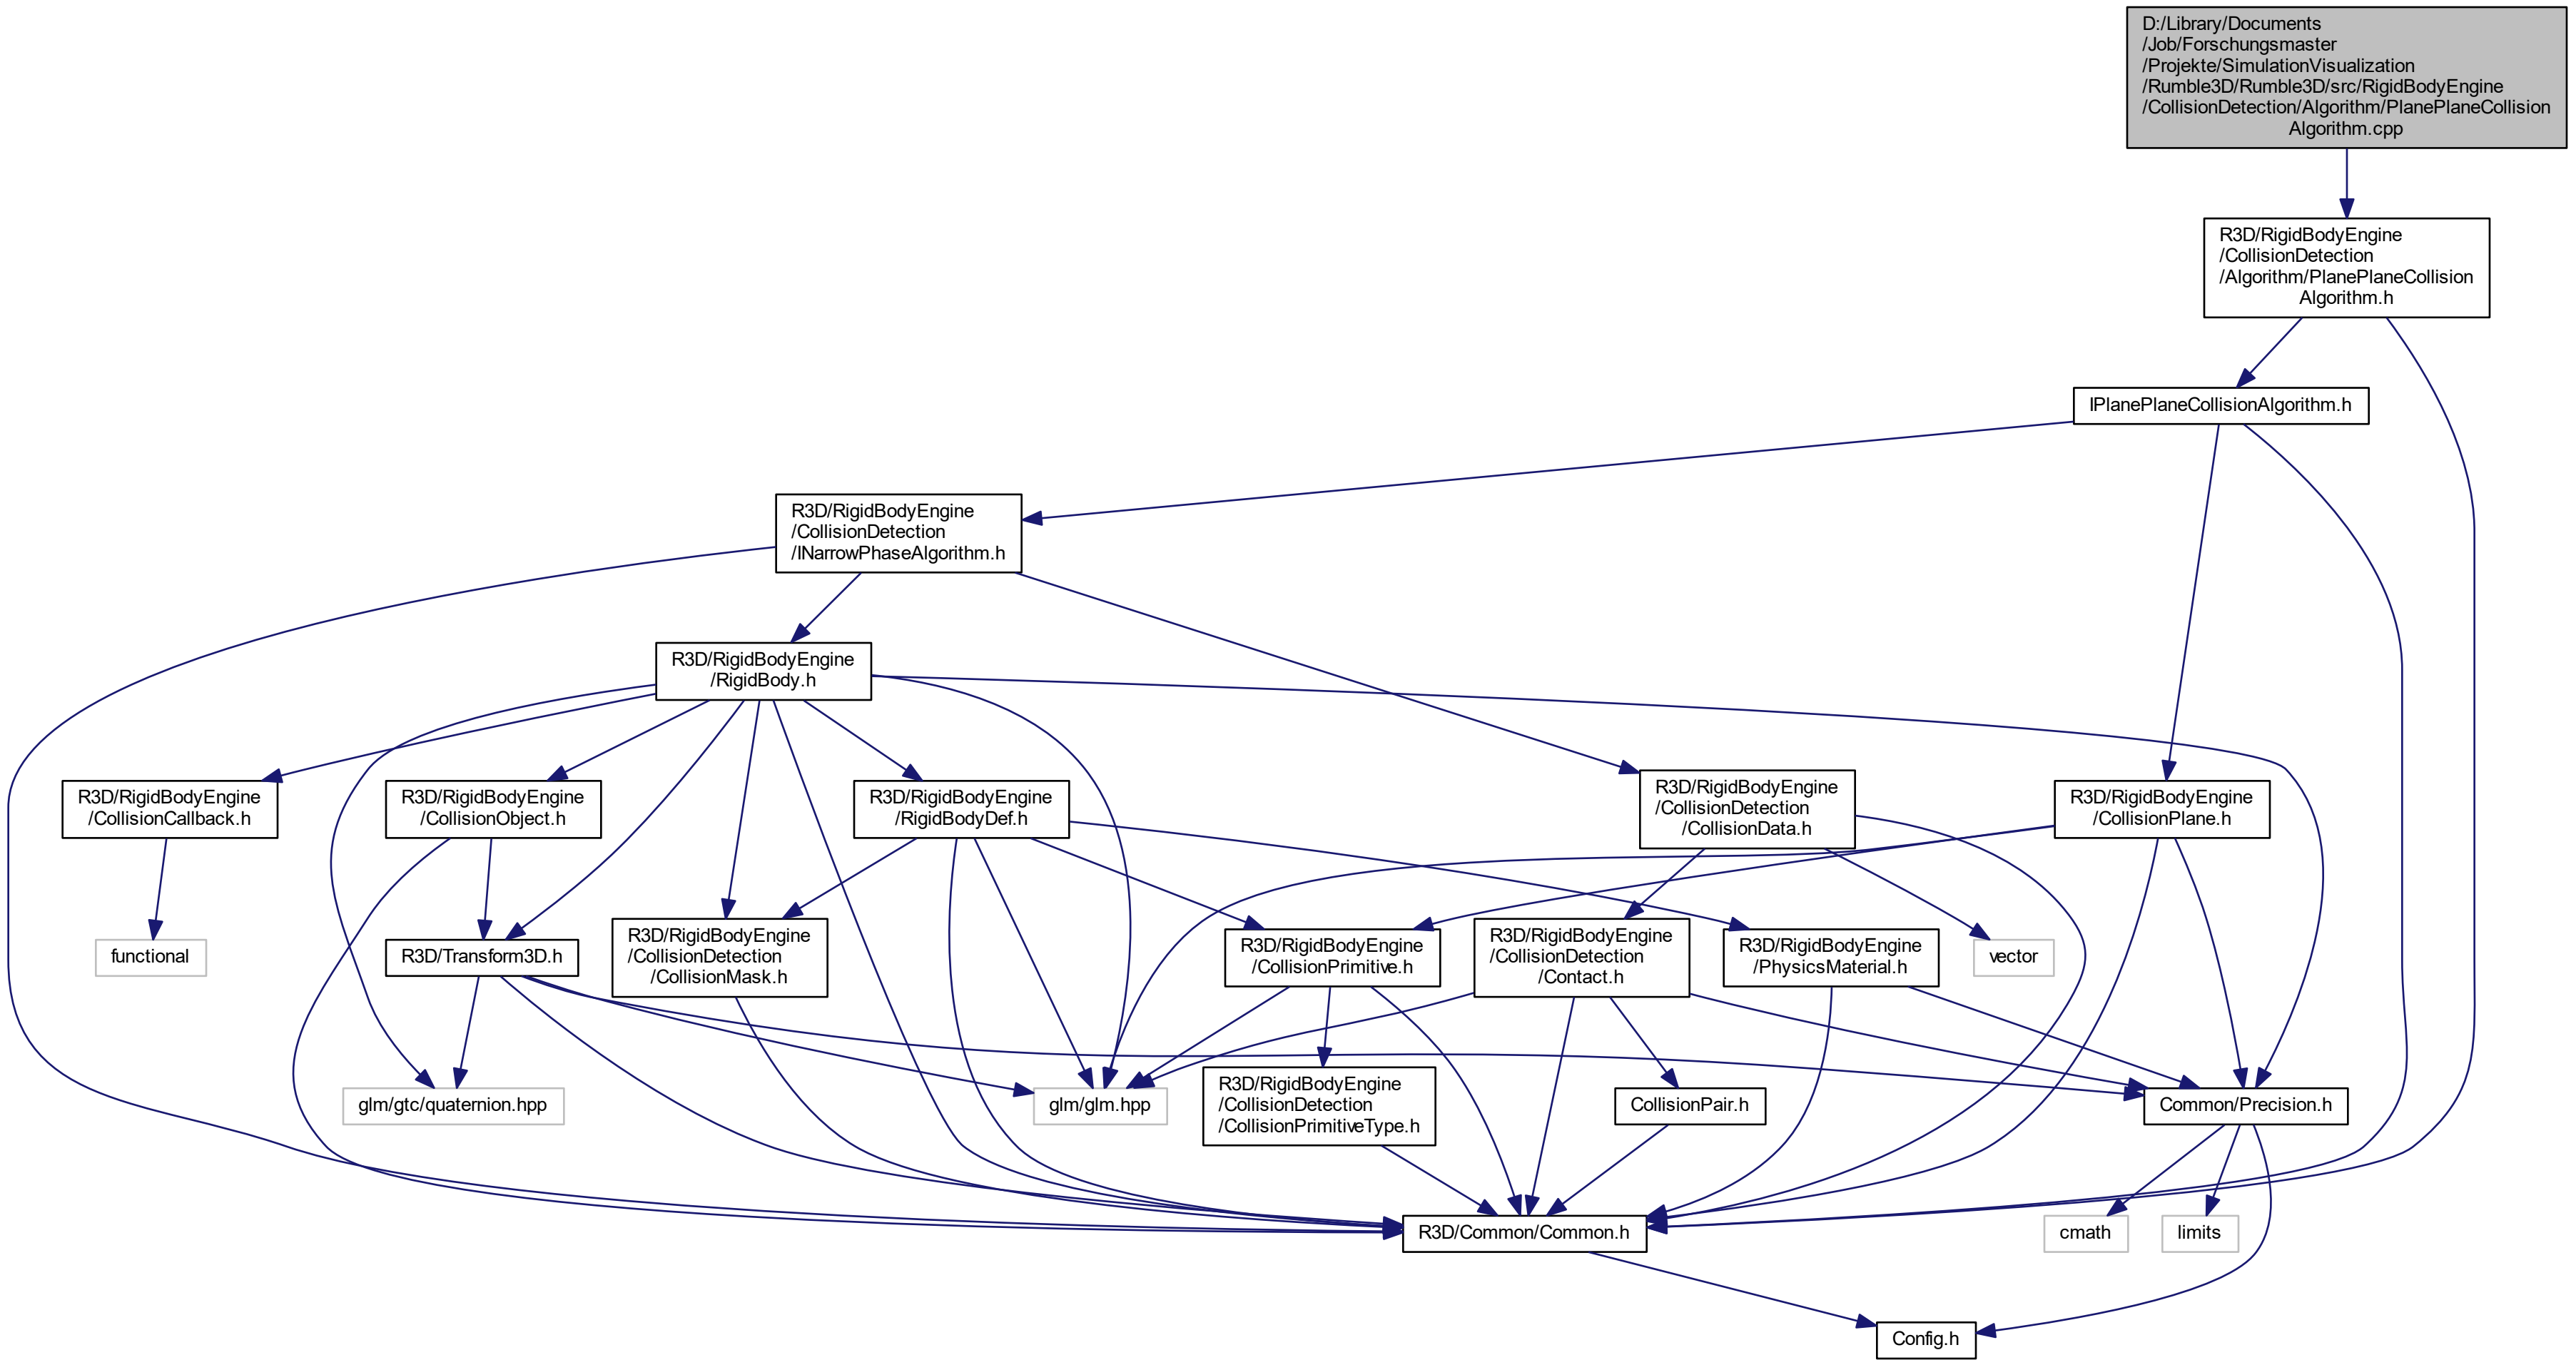 D:/Library/Documents
/Job/Forschungsmaster
/Projekte/SimulationVisualization
/Rumble3D/Rumble3D/src/RigidBodyEngine
/CollisionDetection/Algorithm/PlanePlaneCollision
Algorithm.cpp
R3D/RigidBodyEngine
/CollisionDetection
/Algorithm/PlanePlaneCollision
Algorithm.h
IPlanePlaneCollisionAlgorithm.h
R3D/RigidBodyEngine
/CollisionDetection
/INarrowPhaseAlgorithm.h
R3D/RigidBodyEngine
/RigidBody.h
R3D/RigidBodyEngine
/CollisionCallback.h
R3D/RigidBodyEngine
/CollisionObject.h
R3D/RigidBodyEngine
/RigidBodyDef.h
R3D/RigidBodyEngine
/CollisionDetection
/CollisionData.h
R3D/RigidBodyEngine
/CollisionPlane.h
functional
R3D/Transform3D.h
R3D/RigidBodyEngine
/CollisionDetection
/CollisionMask.h
R3D/RigidBodyEngine
/CollisionPrimitive.h
R3D/RigidBodyEngine
/CollisionDetection
/Contact.h
R3D/RigidBodyEngine
/PhysicsMaterial.h
vector
glm/gtc/quaternion.hpp
glm/glm.hpp
R3D/RigidBodyEngine
/CollisionDetection
/CollisionPrimitiveType.h
CollisionPair.h
Common/Precision.h
R3D/Common/Common.h
cmath
limits
Config.h